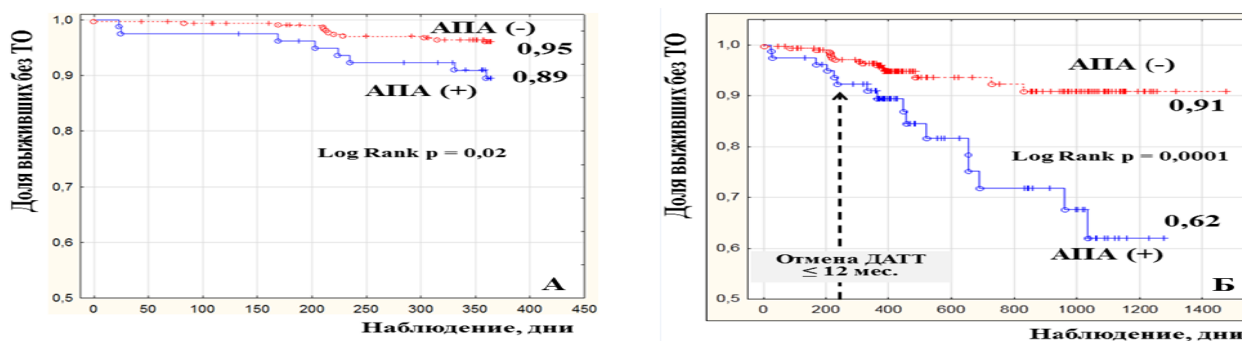 Доля выживших без ТО
1,0
0,9
0,8
0,7
0,6
0,5
АПА (-)
0,95
0,89
АПА (+)
Log Rank p = 0,02
А
0 50 100 150 200 250 300 350 400 450
Наблюдение, дни
Б
Доля выживших без ТО
1,0
0,9
0,8
0,7
0,6
0,5
АПА (-)
0,91
Log Rank p = 0,0001
0,62
АПА (+)
Отмена ДАТТ
≤ 12 мес.
Б
0 200 400 600 800 1000 1200 1400
Наблюдение, дни